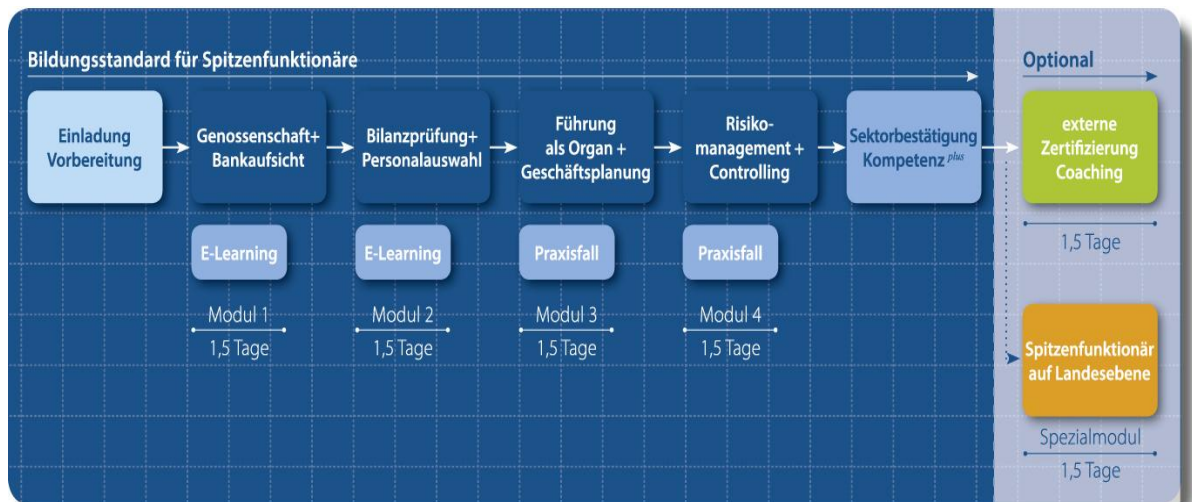 Bildungsstandard für Spitzenfunktionäre
Optional
Einladung
Vorbereitung
Genossenschaft+
Bankaufsicht
Bilanzprüfung+
Personalauswahl
Führung
als Organ +
Geschäftsplanung
Risiko-
management +
Controlling
Sektorbestätigung
Kompetenz plus
externe
Zertifizierung
Coaching
E-Learning
E-Learning
Praxisfall
Praxisfall
1,5 Tage
Modul 1
1,5 Tage
Modul 2
1,5 Tage
Modul 3
1,5 Tage
Modul 4
1,5 Tage
Spitzenfunktionär
auf Landesebene
Spezialmodul
1,5 Tage